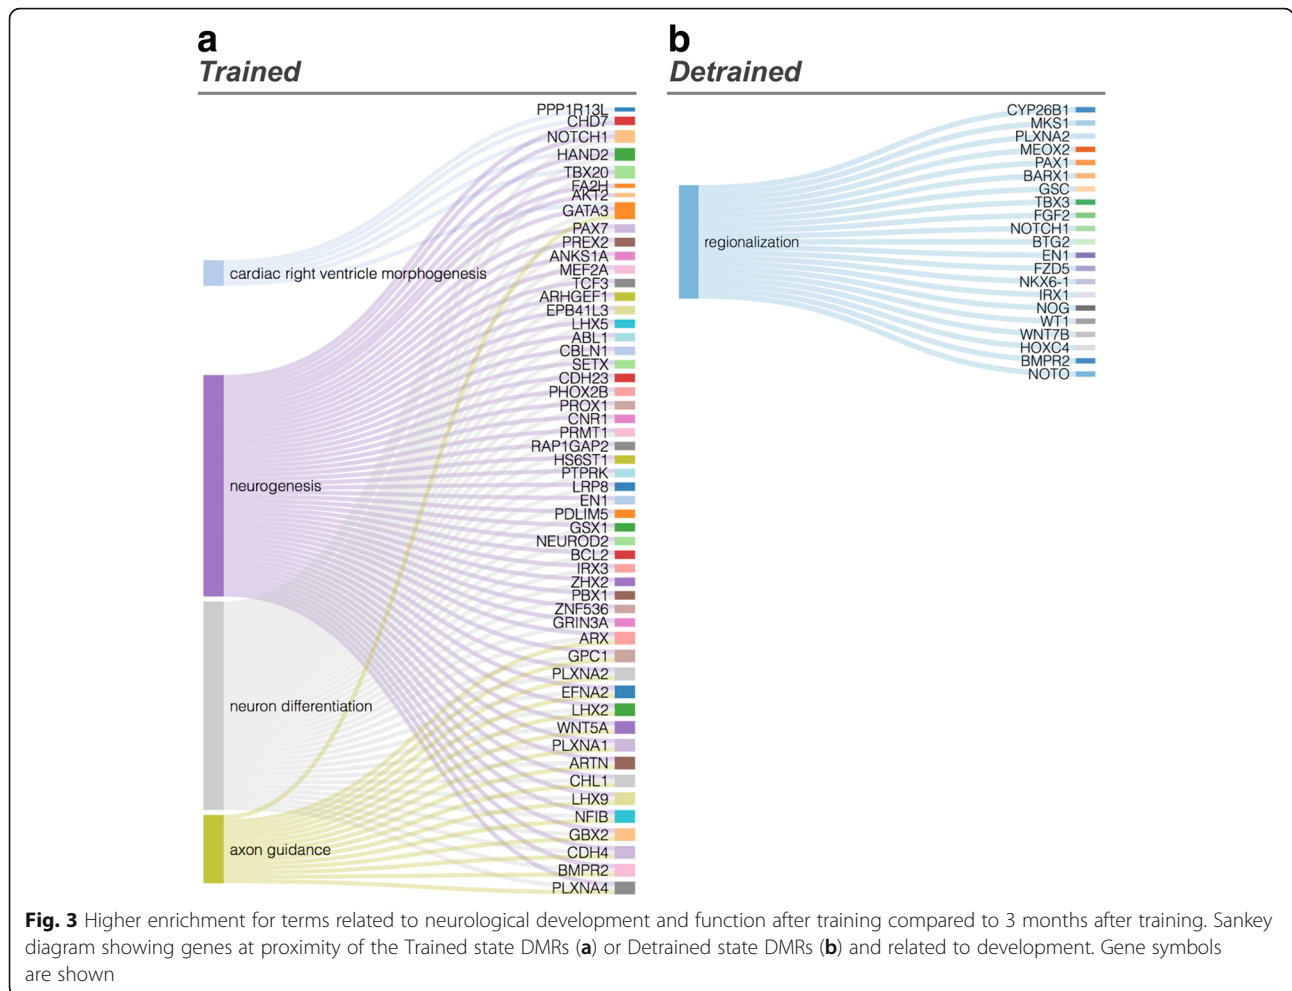 a
Trained
PPP1R13L
CHD7
NOTCH1
HAND2
TBX20
FA2H
AKT2
GATA3
PAX7
PREX2
ANKS1A
MEF2A
TCF3
ARHGEF1
EPB41L3
LHX5
ABL1
CBLN1
SETX
CDH23
PHOX2B
PROX1
CNR1
PRMT1
RAP1GAP2
HS6ST1
PTPRK
LRP8
EN1
PDLIM5
GSX1
NEUROD2
BCL2
IRX3
ZHX2
PBX1
ZNF536
GRIN3A
ARX
GPC1
PLXNA2
EFNA2
LHX2
WNT5A
PLXNA1
ARTN
CHL1
LHX9
NFIB
GBX2
CDH4
BMPR2
PLXNA4
cardiac right ventricle morphogenesis
neurogenesis
neuron differentiation
axon guidance
b
Detrained
regionalization
CYP26B1
MKS1
PLXNA2
MEOX2
PAX1
BARX1
GSC
TBX3
FGF2
NOTCH1
BTG2
EN1
FZD5
NKX6-1
IRX1
NOG
WT1
WNT7B
HOXC4
BMPR2
NOTO
Fig. 3 Higher enrichment for terms related to neurological development and function after training compared to 3 months after training. Sankey
diagram showing genes at proximity of the Trained state DMRs (a) or Detrained state DMRs (b) and related to development. Gene symbols
are shown